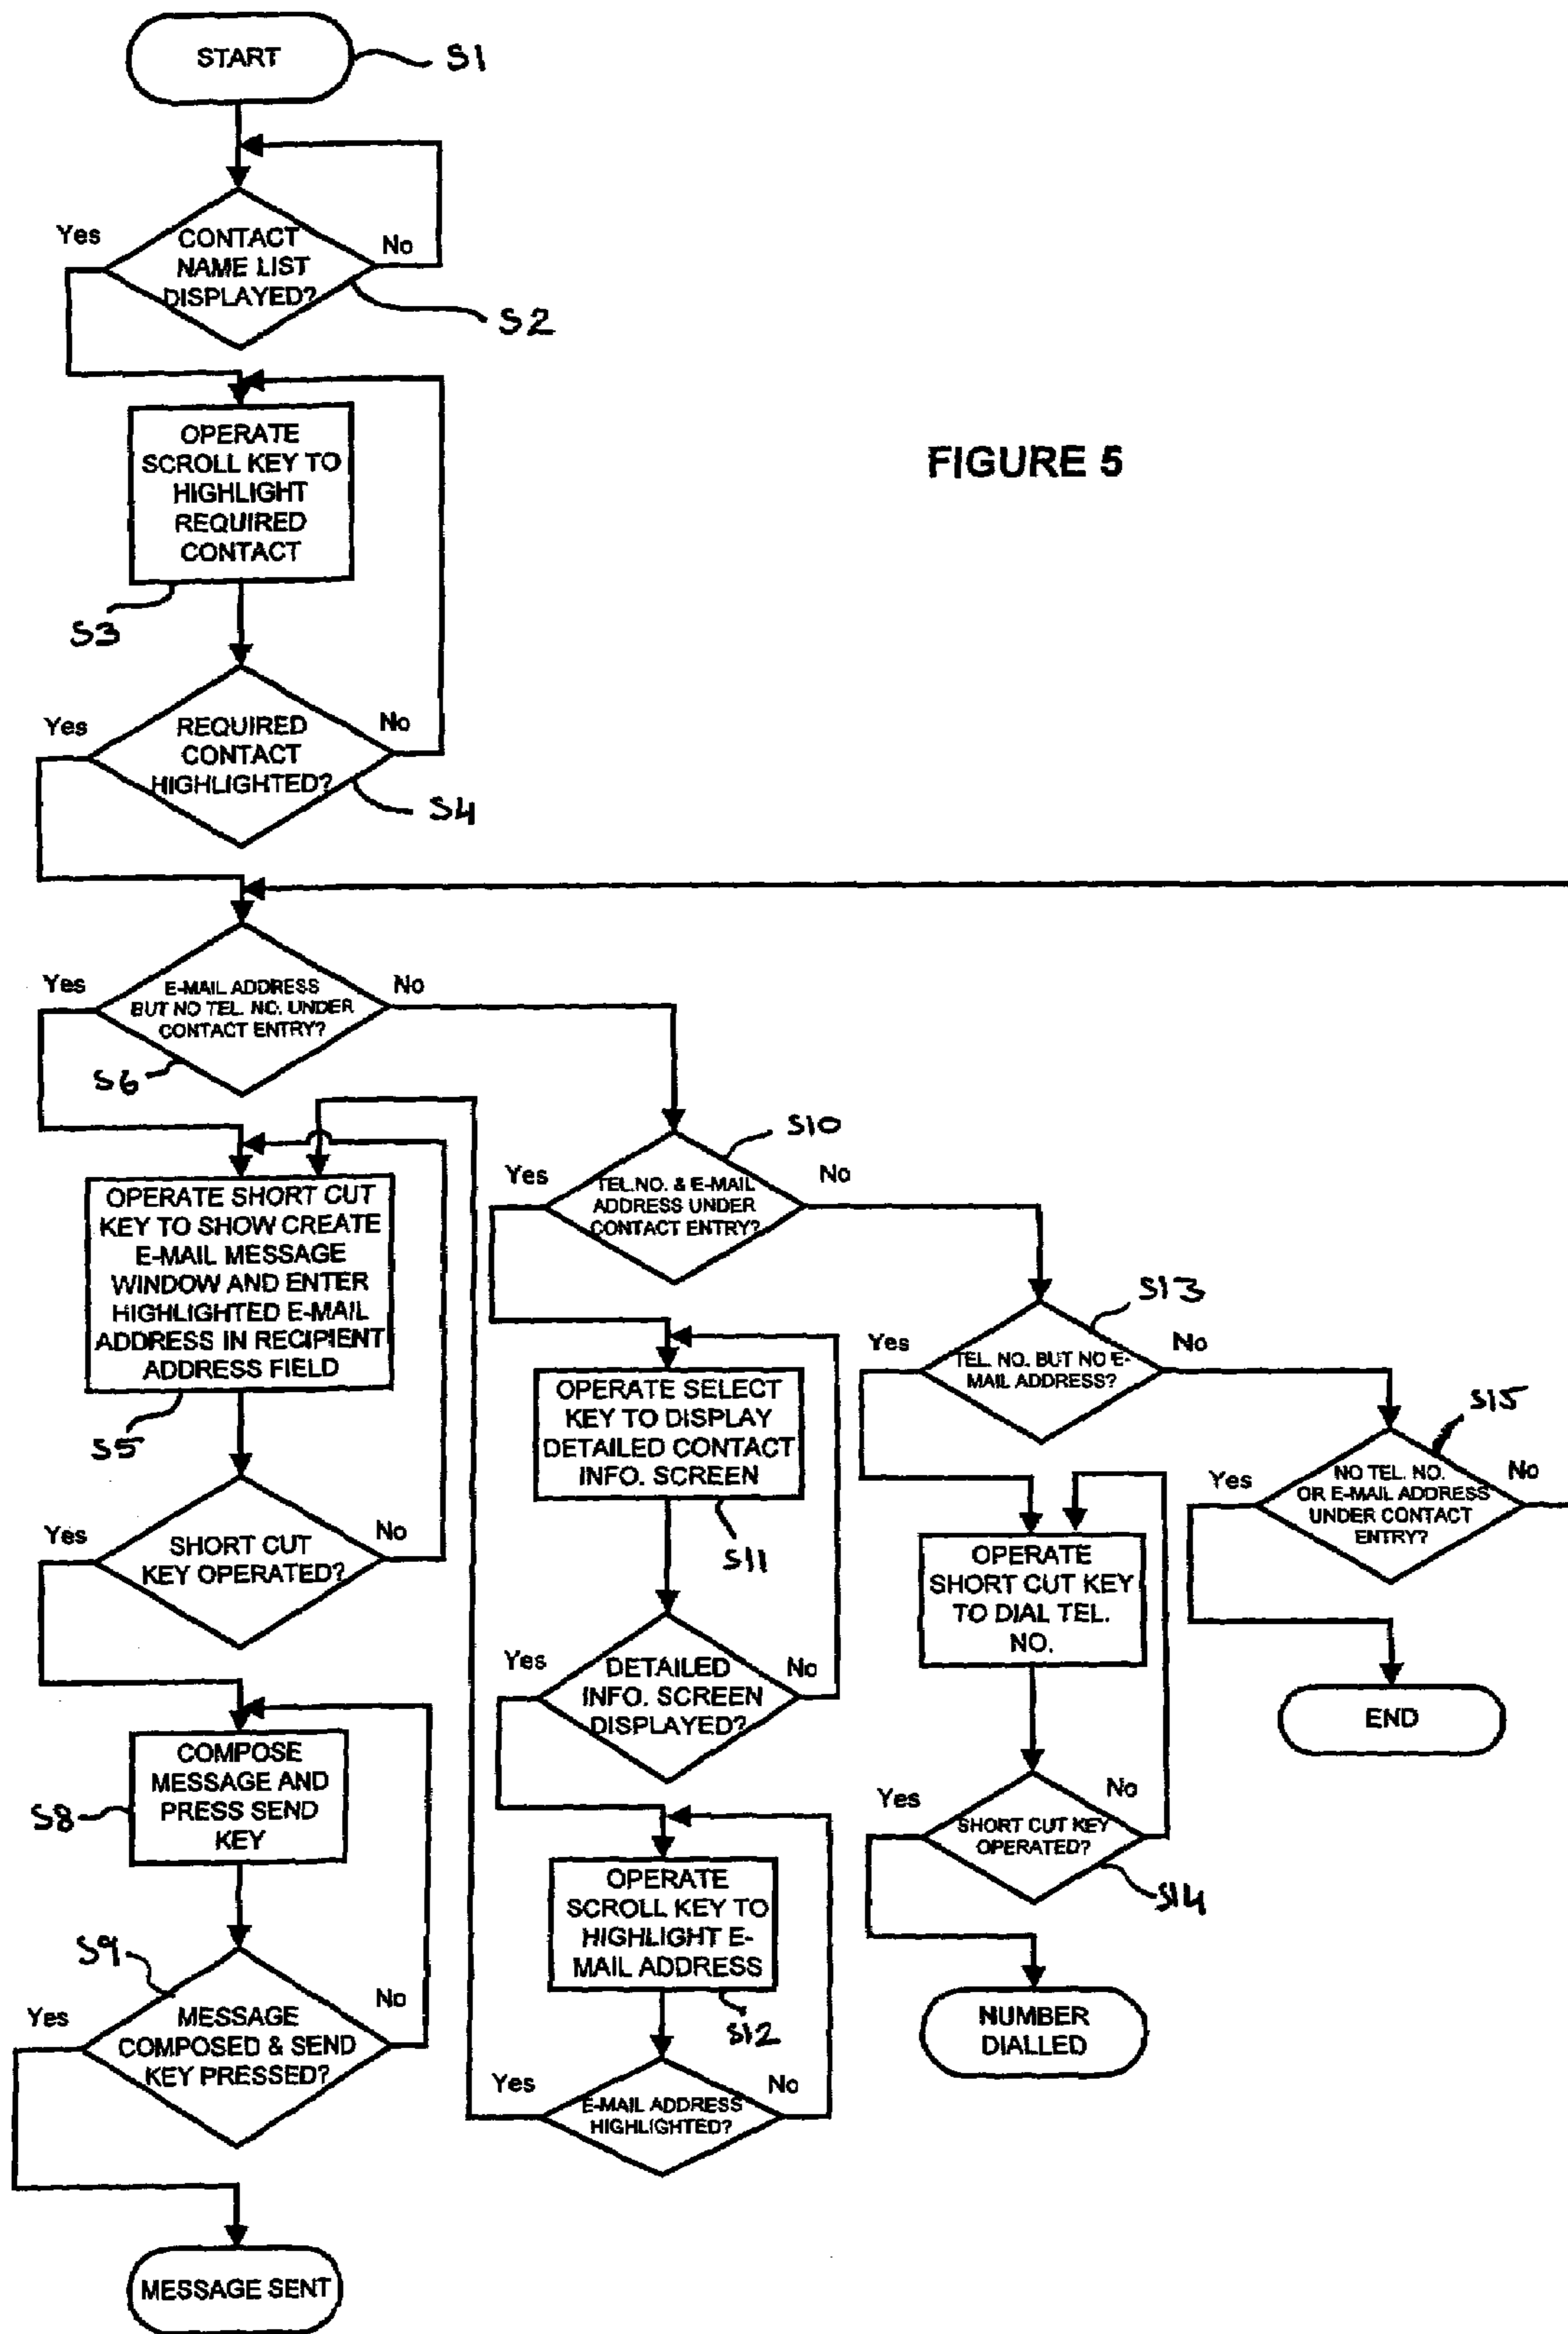 START
S1
Yes
CONTACT
NAME LIST
DISPLAYED?
No
S2
FIGURE 5
OPERATE
SCROLL KEY TO
HIGHLIGHT
REQUIRED
CONTACT
S3
Yes
REQUIRED
CONTACT
HIGHLIGHTED?
No
S4
Yes
E-MAIL ADDRESS
BUT NO TEL. NO. UNDER
CONTACT ENTRY?
No
S6
OPERATE SHORT CUT
KEY TO SHOW CREATE
E-MAIL MESSAGE
WINDOW AND ENTER
HIGHLIGHTED E-MAIL
ADDRESS IN RECIPIENT
ADDRESS FIELD
S5
Yes
SHORT CUT
KEY OPERATED?
No
COMPOSE
MESSAGE AND
PRESS SEND
KEY
S8
S9
Yes
MESSAGE
COMPOSED & SEND
KEY PRESSED?
No
MESSAGE SENT
S10
Yes
TEL.NO. & E-MAIL
ADDRESS UNDER
CONTACT ENTRY?
No
OPERATE SELECT
KEY TO DISPLAY
DETAILED CONTACT
INFO. SCREEN
S11
Yes
DETAILED
INFO. SCREEN
DISPLAYED?
No
OPERATE
SCROLL KEY TO
HIGHLIGHT E-
MAIL ADDRESS
S12
Yes
E-MAIL ADDRESS
HIGHLIGHTED?
No
S13
Yes
TEL. NO. BUT NO E-
MAIL ADDRESS?
No
OPERATE
SHORT CUT KEY
TO DIAL TEL.
NO.
Yes
SHORT CUT KEY
OPERATED?
No
S14
NUMBER
DIALLED
S15
Yes
NO TEL. NO.
OR E-MAIL ADDRESS
UNDER CONTACT
ENTRY?
No
END